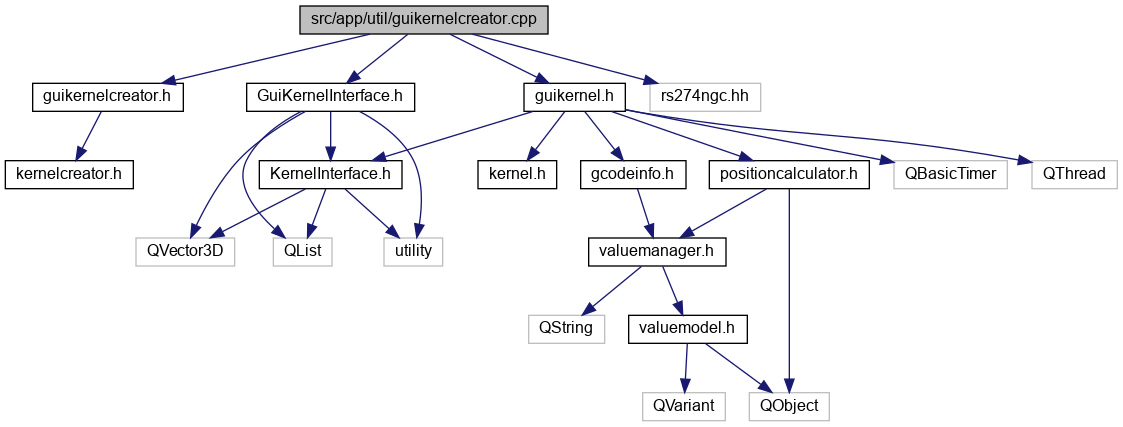 src/app/util/guikernelcreator.cpp
guikernelcreator.h
GuiKernelInterface.h
guikernel.h
rs274ngc.hh
kernelcreator.h
KernelInterface.h
kernel.h
gcodeinfo.h
positioncalculator.h
QBasicTimer
QThread
QVector3D
QList
utility
valuemanager.h
QString
valuemodel.h
QVariant
QObject